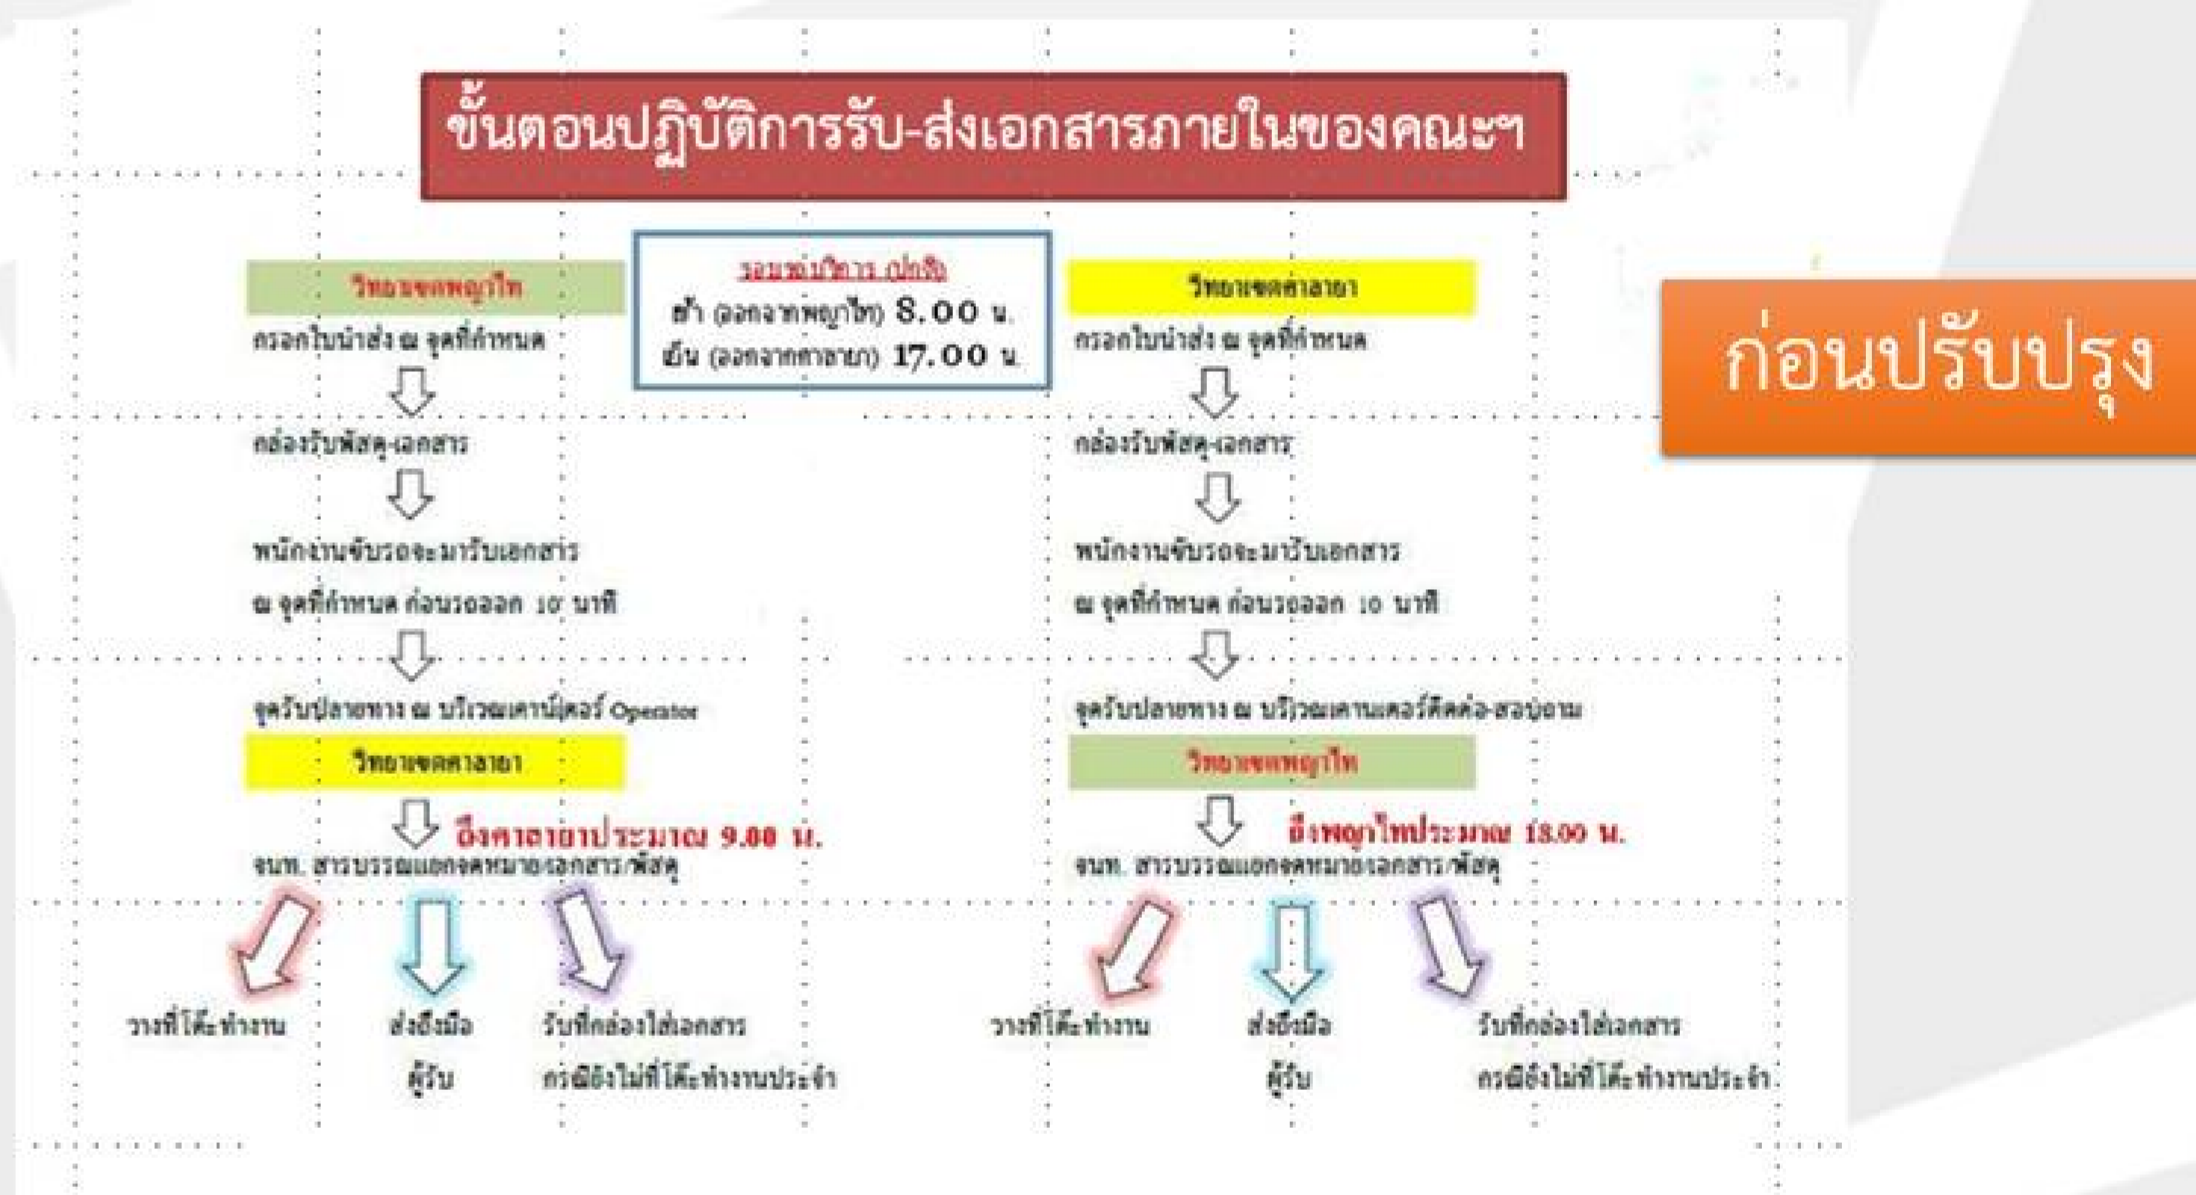 ขั้นตอนปฏิบัติการรับ-ส่งเอกสารภายในของคณะฯ
ก่อนปรับปรุง
เช้า (ออกจากพญาไท) 8.00 น.
เย็น (ออกจากศาลายา) 17.00 น.
วิทยาเขตพญาไท
กรอกใบนำส่ง ณ จุดที่กำหนด
กล่องรับพัสดุ-เอกสาร
พนักงานขับรถจะมารับเอกสาร
ณ จุดที่กำหนด ก่อนรถออก 10 นาที
จุดรับปลายทาง ณ บริเวณเคาน์เตอร์ Operator
วิทยาเขตศาลายา
ถึงศาลายาประมาณ 9.00 น.
จนท. สารบรรณแยกจดหมาย/เอกสาร/พัสดุ
วางที่โต๊ะทำงาน
ส่งถึงมือ
ผู้รับ
รับที่กล่องใส่เอกสาร
กรณียังไม่ที่โต๊ะทำงานประจำ
วิทยาเขตศาลายา
กรอกใบนำส่ง ณ จุดที่กำหนด
กล่องรับพัสดุ-เอกสาร
พนักงานขับรถจะมารับเอกสาร
ณ จุดที่กำหนด ก่อนรถออก 10 นาที
จุดรับปลายทาง ณ บริเวณเคานเตอร์ติดต่อ-สอบถาม
วิทยาเขตพญาไท
ถึงพญาไทประมาณ 18.00 น.
จนท. สารบรรณแยกจดหมาย/เอกสาร/พัสดุ
วางที่โต๊ะทำงาน
ส่งถึงมือ
ผู้รับ
รับที่กล่องใส่เอกสาร
กรณียังไม่ที่โต๊ะทำงานประจำ